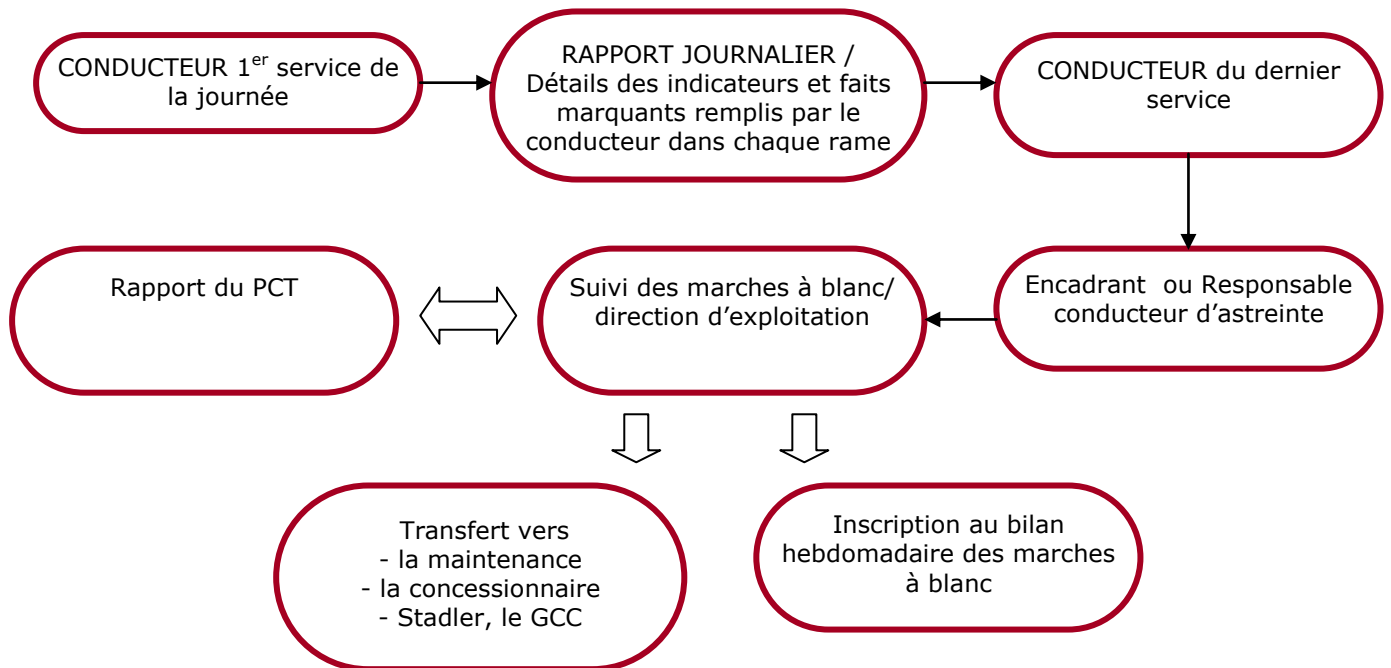 CONDUCTEUR 1er service de
la journée
RAPPORT JOURNALIER /
Détails des indicateurs et faits
marquants remplis par le
conducteur dans chaque rame
CONDUCTEUR du dernier
service
Rapport du PCT
Suivi des marches à blanc/
direction d’exploitation
Encadrant ou Responsable
conducteur d’astreinte
Transfert vers
- la maintenance
- la concessionnaire
- Stadler, le GCC
Inscription au bilan
hebdomadaire des marches
à blanc